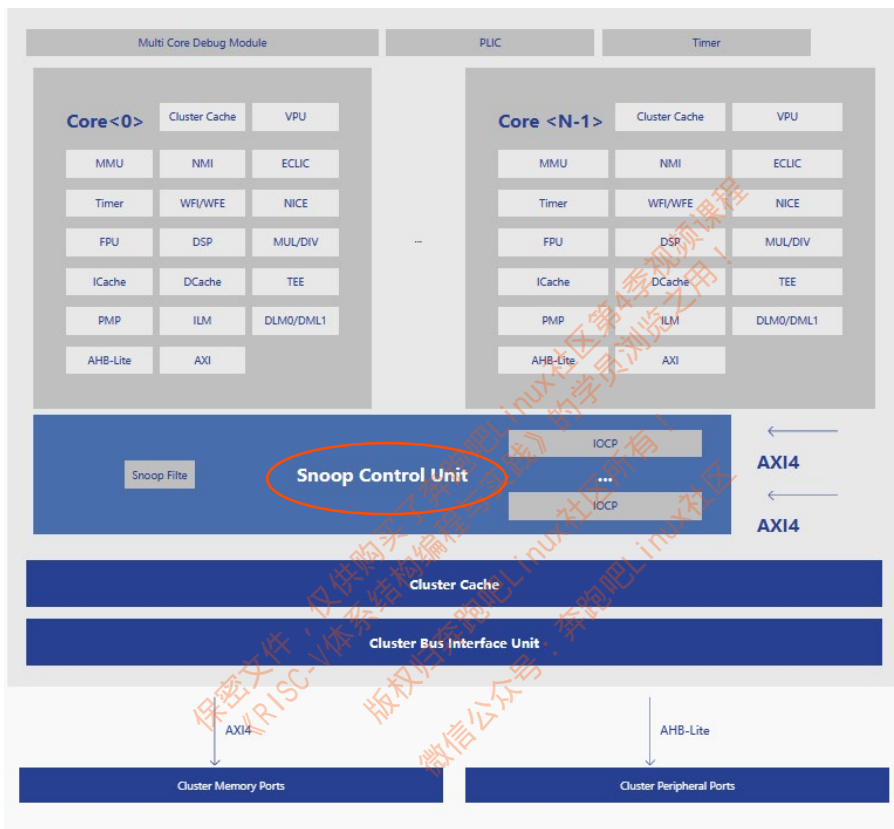 Multi Core Debug Module
PLIC
Timer
Core<0>
Cluster Cache
VPU
MMU
NMI
ECLIC
Timer
WFI/WFE
NICE
FPU
DSP
MUL/DIV
ICache
DCache
TEE
PMP
ILM
DLM0/DML1
AHB-Lite
AXI
...
Core <N-1>
Cluster Cache
VPU
MMU
NMI
ECLIC
Timer
WFI/WFE
NICE
FPU
DSP
MUL/DIV
ICache
DCache
TEE
PMP
ILM
DLM0/DML1
AHB-Lite
AXI
Snoop Filte
Snoop Control Unit
IOCP
...
IOCP
AXI4
AXI4
Cluster Cache
Cluster Bus Interface Unit
AXI4
AHB-Lite
Cluster Memory Ports
Cluster Peripheral Ports
保密文件，仅供购买了奔跑吧Linux社区第4季视频课程
《RISC-V体系结构编程与实践》的学员浏览之用！
版权归奔跑吧Linux社区所有！
微信公众号：奔跑吧Linux社区